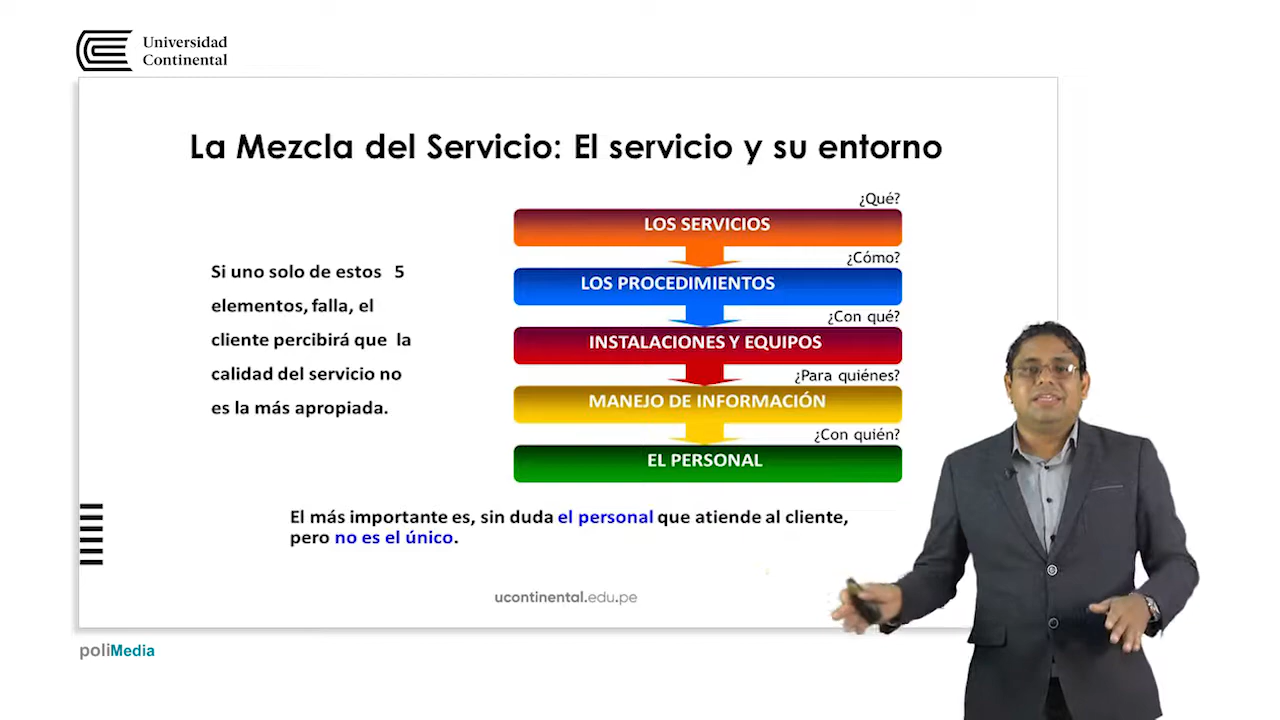 Universidad
Continental
La Mezcla del Servicio: El servicio y su entorno
¿Qué?
LOS SERVICIOS
¿Cómo?
LOS PROCEDIMIENTOS
¿Con qué?
INSTALACIONES Y EQUIPOS
¿Para quiénes?
MANEJO DE INFORMACIÓN
¿Con quién?
EL PERSONAL
Si uno solo de estos 5
elementos, falla, el
cliente percibirá que la
calidad del servicio no
es la más apropiada.
El más importante es, sin duda el personal que atiende al cliente,
pero no es el único.
ucontinental.edu.pe
poliMedia